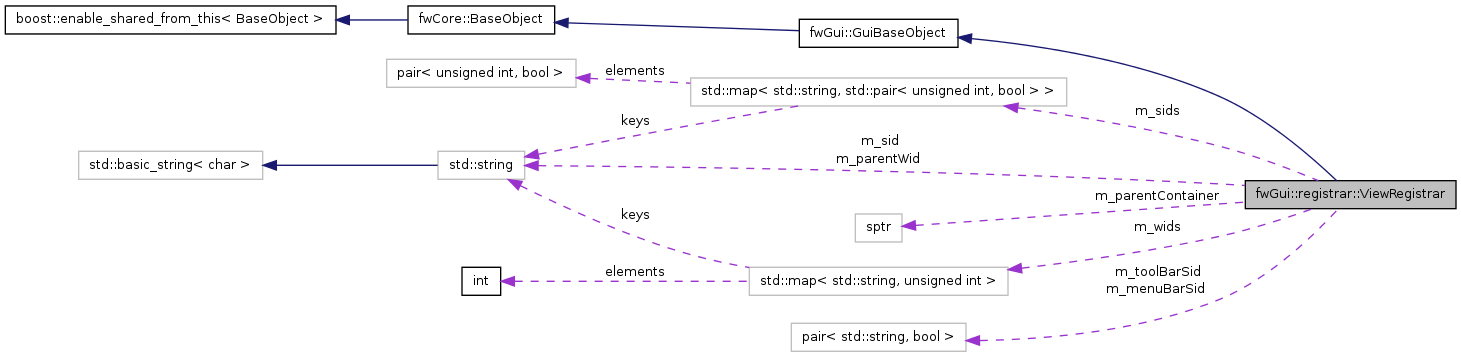 boost::enable_shared_from_this< BaseObject >
fwCore::BaseObject
fwGui::GuiBaseObject
pair< unsigned int, bool >
elements
std::map< std::string, std::pair< unsigned int, bool > >
m_sids
keys
m_sid
m_parentWid
std::basic_string< char >
std::string
fwGui::registrar::ViewRegistrar
m_parentContainer
keys
sptr
m_wids
elements
int
std::map< std::string, unsigned int >
m_toolBarSid
m_menuBarSid
pair< std::string, bool >